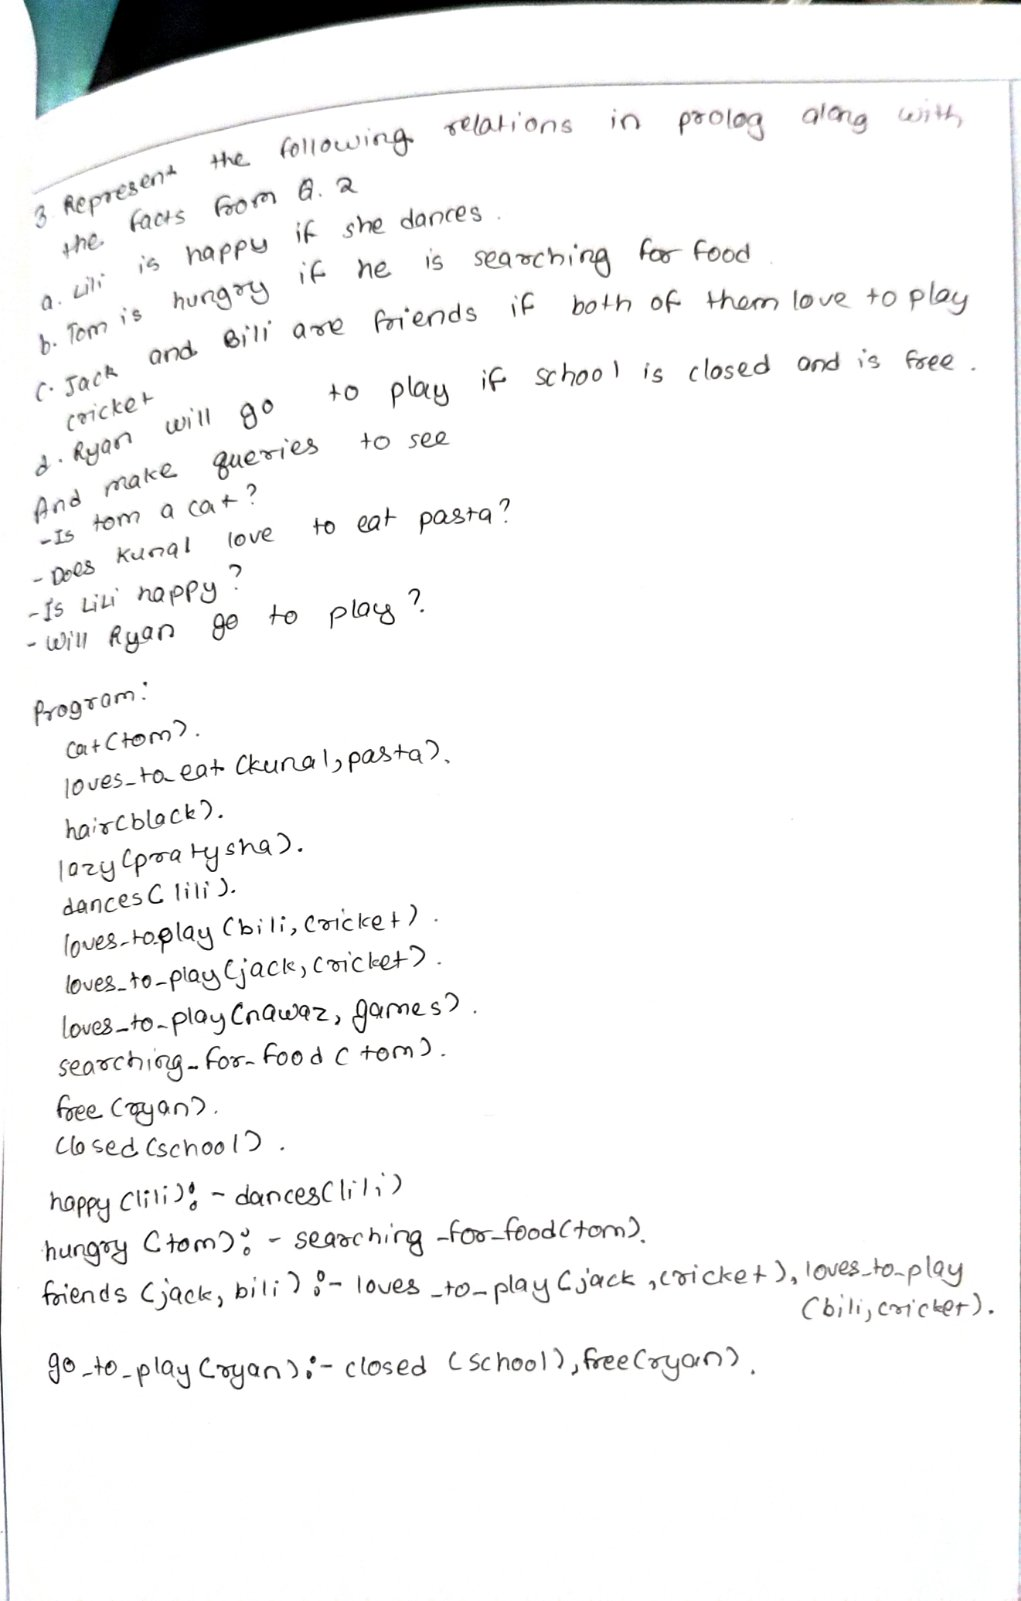 3 Represent the following relations in prolog along with
the facts from Q.2
a. Lili is happy if she dances.
b. Tom is hungry if he is searching for food
c. Jack and Bili are friends if both of them love to play
cricket
d. Ryan will go to play if school is closed and is free.
And make queries to see
- Is tom a cat?
- Does Kunal love to eat pasta?
- Is Lili happy?
- Will Ryan go to play?
Program:
cat(tom).
loves_to_eat (kunal, pasta).
hair(black).
lazy (pratysha).
dances( lili).
loves_to_play (bili, cricket).
loves_to_play (jack, cricket).
loves_to_play (nawaz, games).
searching_for_food ( tom).
free (ryan).
closed (school).
happy (lili):- dances(lili)
hungry (tom):- searching_for_food(tom).
friends (jack, bili):- loves_to_play (jack, cricket), loves_to_play
(bili, cricket).
go_to_play (ryan):- closed (school), free(ryan).